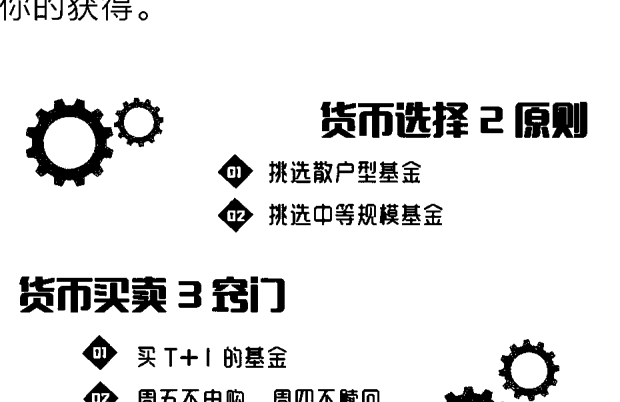 你的获得。
货币选择 2 原则
01 挑选散户型基金
02 挑选中等规模基金
货币买卖 3 窍门
01 买 T+1 的基金
02 周五不申购 周四不赎回